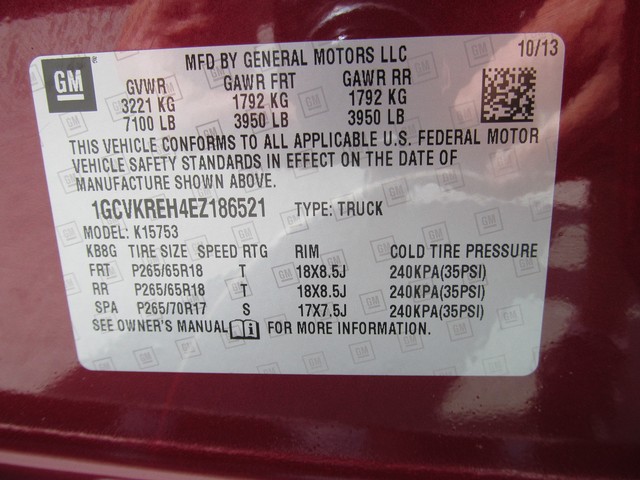 GM
MFD BY GENERAL MOTORS LLC
10/13
GVWR GAWR FRT GAWR RR
3221 KG 1792 KG 1792 KG
7100 LB 3950 LB 3950 LB
THIS VEHICLE CONFORMS TO ALL APPLICABLE U.S. FEDERAL MOTOR
VEHICLE SAFETY STANDARDS IN EFFECT ON THE DATE OF
MANUFACTURE SHOWN ABOVE.
1GCVKREH4EZ186521 TYPE: TRUCK
MODEL: K15753
KB8G TIRE SIZE SPEED RTG RIM COLD TIRE PRESSURE
FRT P265/65R18 T 18X8.5J 240KPA(35PSI)
RR P265/65R18 T 18X8.5J 240KPA(35PSI)
SPA P265/70R17 S 17X7.5J 240KPA(35PSI)
SEE OWNER'S MANUAL FOR MORE INFORMATION.